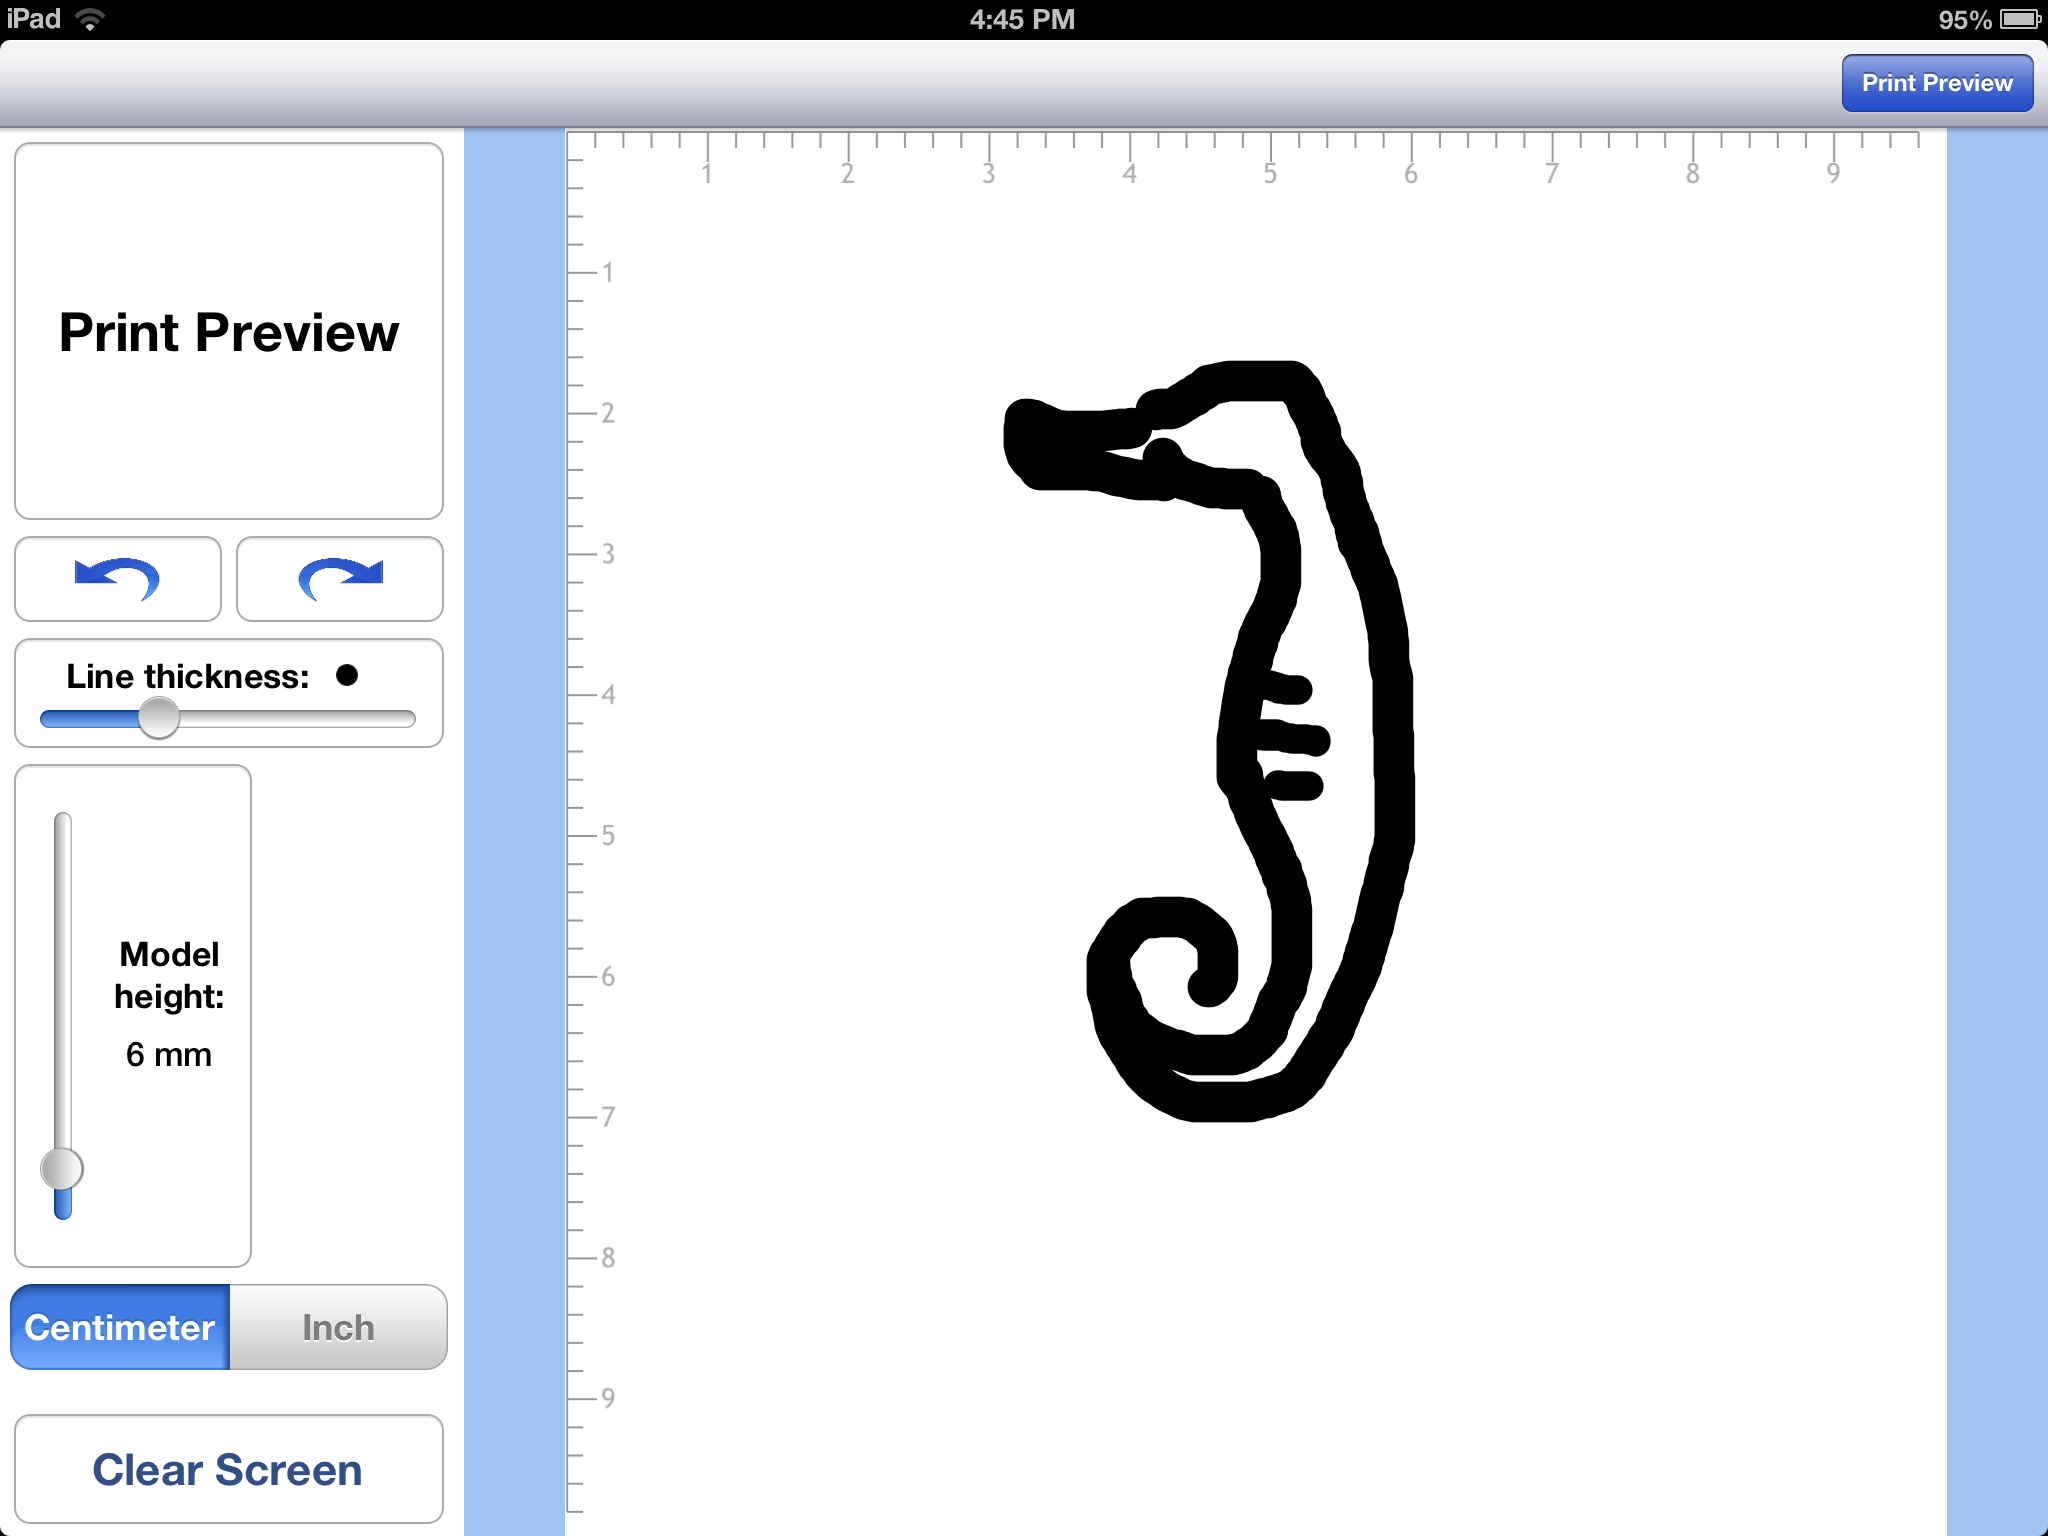 iPad 4:45 PM 95%
Print Preview
1 2 3 4 5 6 7 8 9
1
2
3
4
5
6
7
8
9
Print Preview
Line thickness:
Model
height:
6 mm
Centimeter Inch
Clear Screen